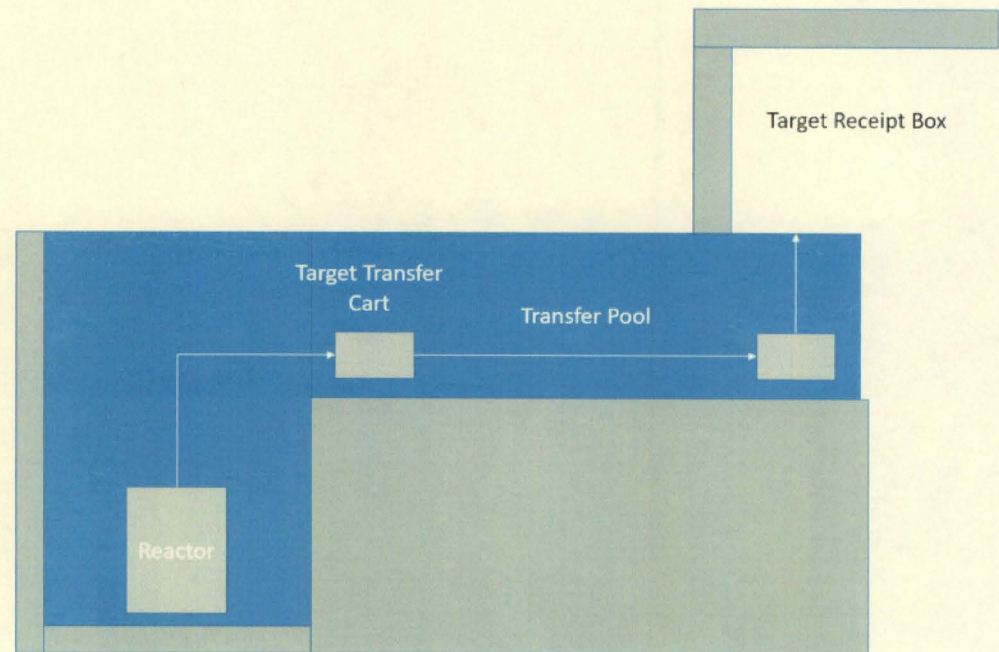 Target Receipt Box
Target Transfer
Cart
Transfer Pool
Reactor